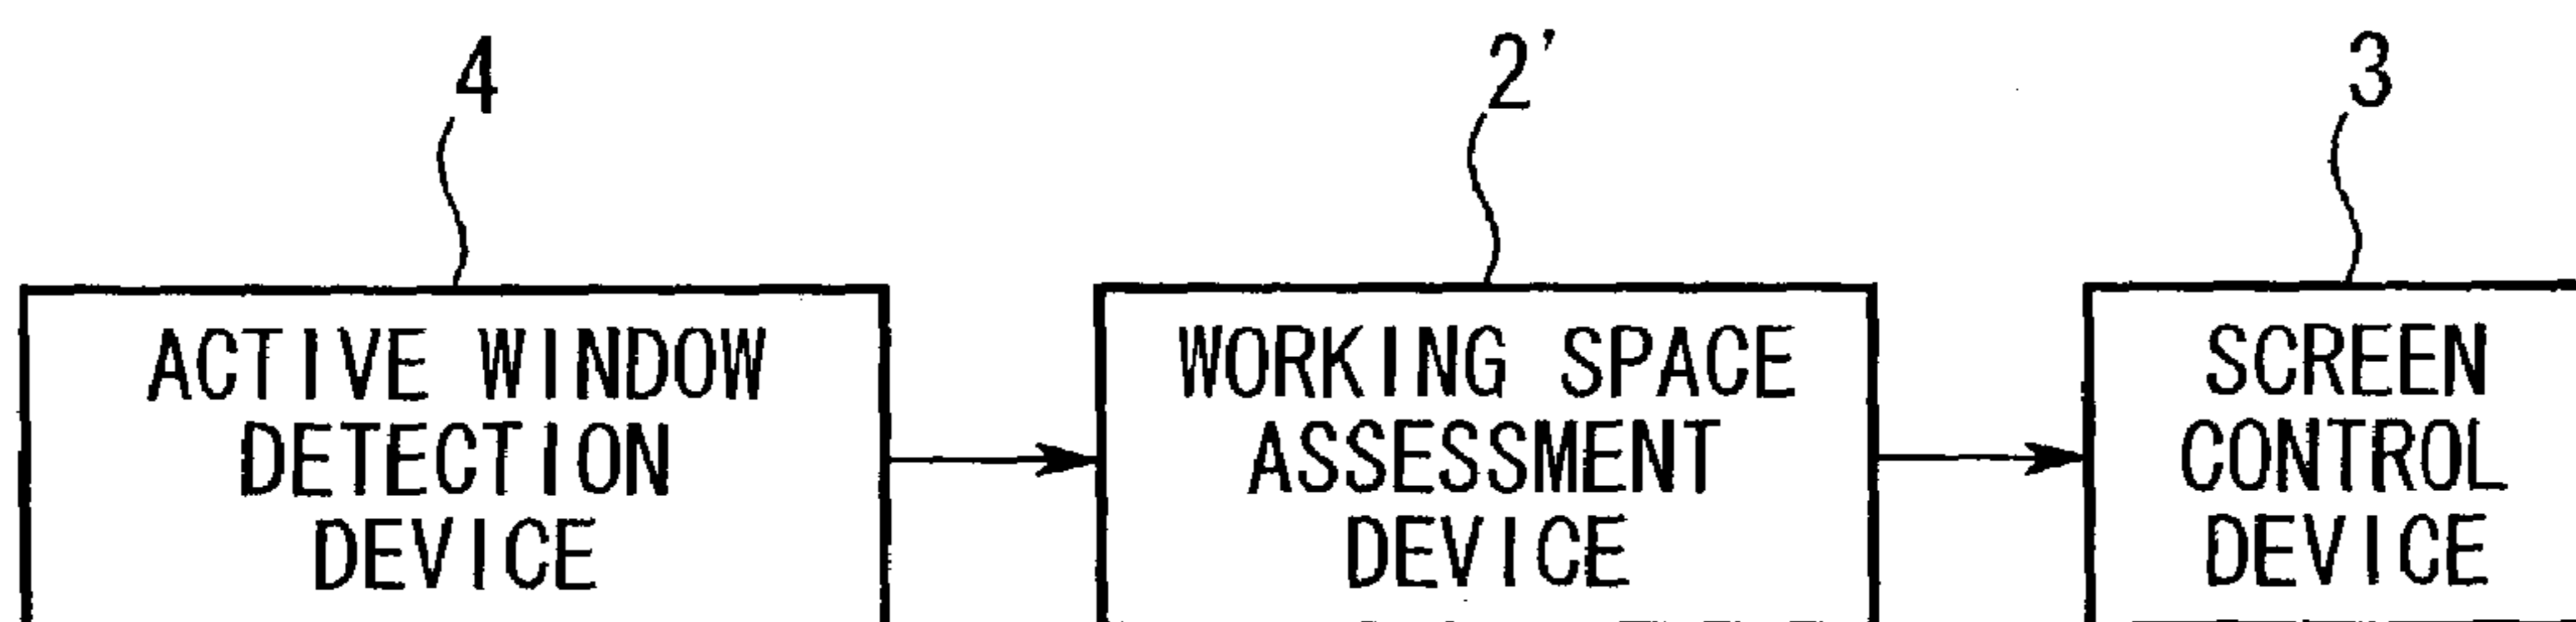 4
2'
3
ACTIVE WINDOW
DETECTION
DEVICE
WORKING SPACE
ASSESSMENT
DEVICE
SCREEN
CONTROL
DEVICE